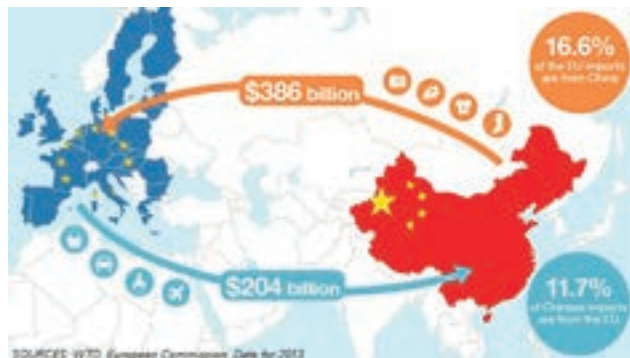 16.6%
of the EU imports
are from China
$386 billion
$204 billion
11.7%
of Chinese imports
are from the EU
SOURCES: WTO, European Commission. Data for 2013